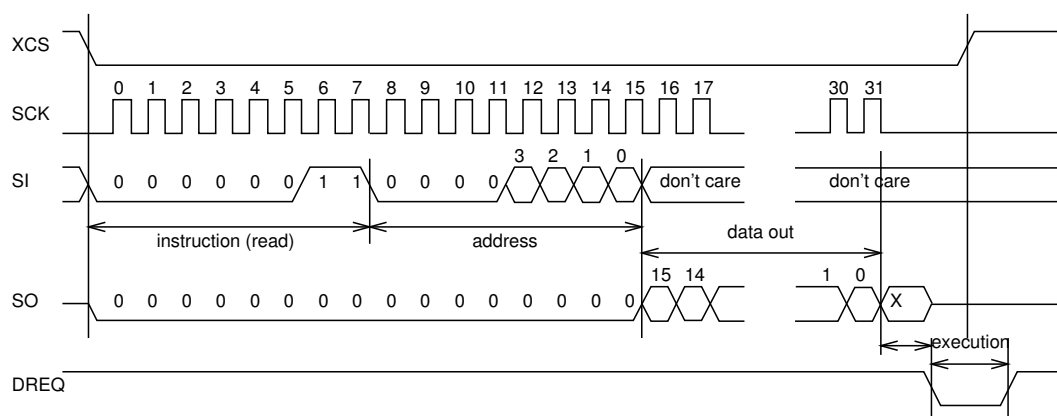 XCS
0 1 2 3 4 5 6 7 8 9 10 11 12 13 14 15 16 17 30 31
SCK
3 2 1 0
SI 0 0 0 0 0 0 1 1 0 0 0 0 don't care don't care
instruction (read) address data out
15 14 1 0
SO 0 0 0 0 0 0 0 0 0 0 0 0 0 0 0 0 X
execution
DREQ